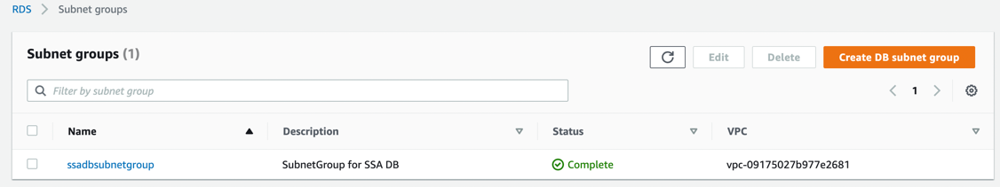 RDS > Subnet groups
Subnet groups (1)
Edit Delete Create DB subnet group
Filter by subnet group
1
Name Description Status VPC
ssadbsubnetgroup SubnetGroup for SSA DB Complete vpc-09175027b977e2681